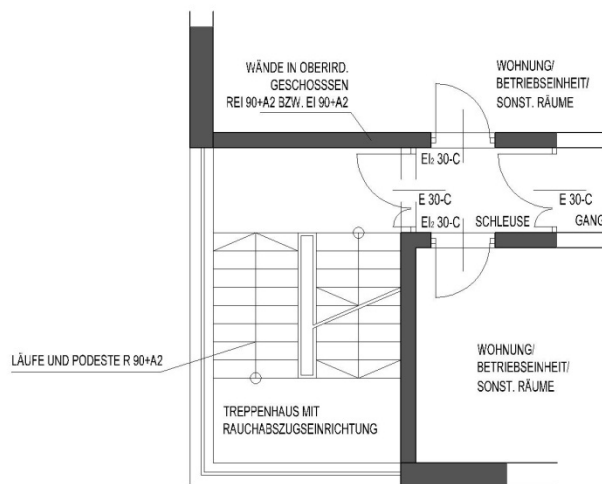 WÄNDE IN OBERIRD.
GESCHOSSSEN
REI 90+A2 BZW. EI 90+A2
WOHNUNG/
BETRIEBSEINHEIT/
SONST. RÄUME
EI₂ 30-C
E 30-C
E 30-C
EI₂ 30-C
SCHLEUSE
GANG
LÄUFE UND PODESTE R 90+A2
WOHNUNG/
BETRIEBSEINHEIT/
SONST. RÄUME
TREPPENHAUS MIT
RAUCHABZUGSEINRICHTUNG